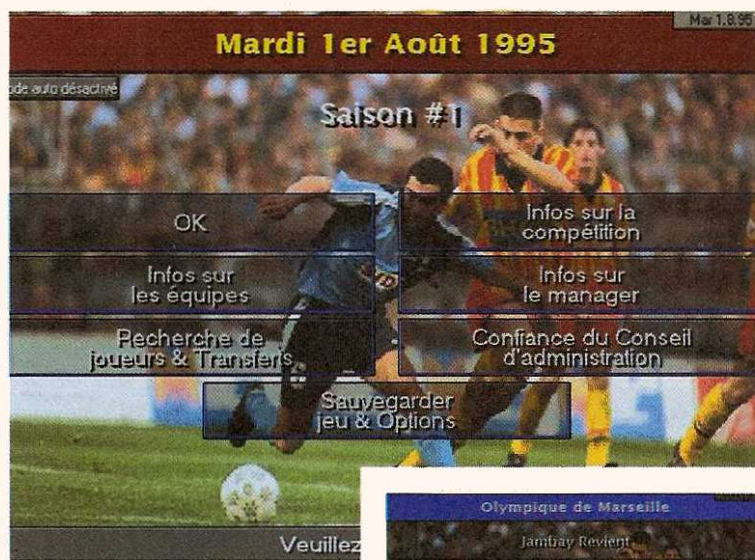 Mar 1.8.95
Mardi 1er Août 1995
ode auto désactivé
Saison #1
OK
Infos sur la
compétition
Infos sur
les équipes
Infos sur
le manager
Recherche de
joueurs & Transferts
Confiance du Conseil
d'administration
Sauvegarder
jeu & Options
Veuillez
Olympique de Marseille
Jambay Revient